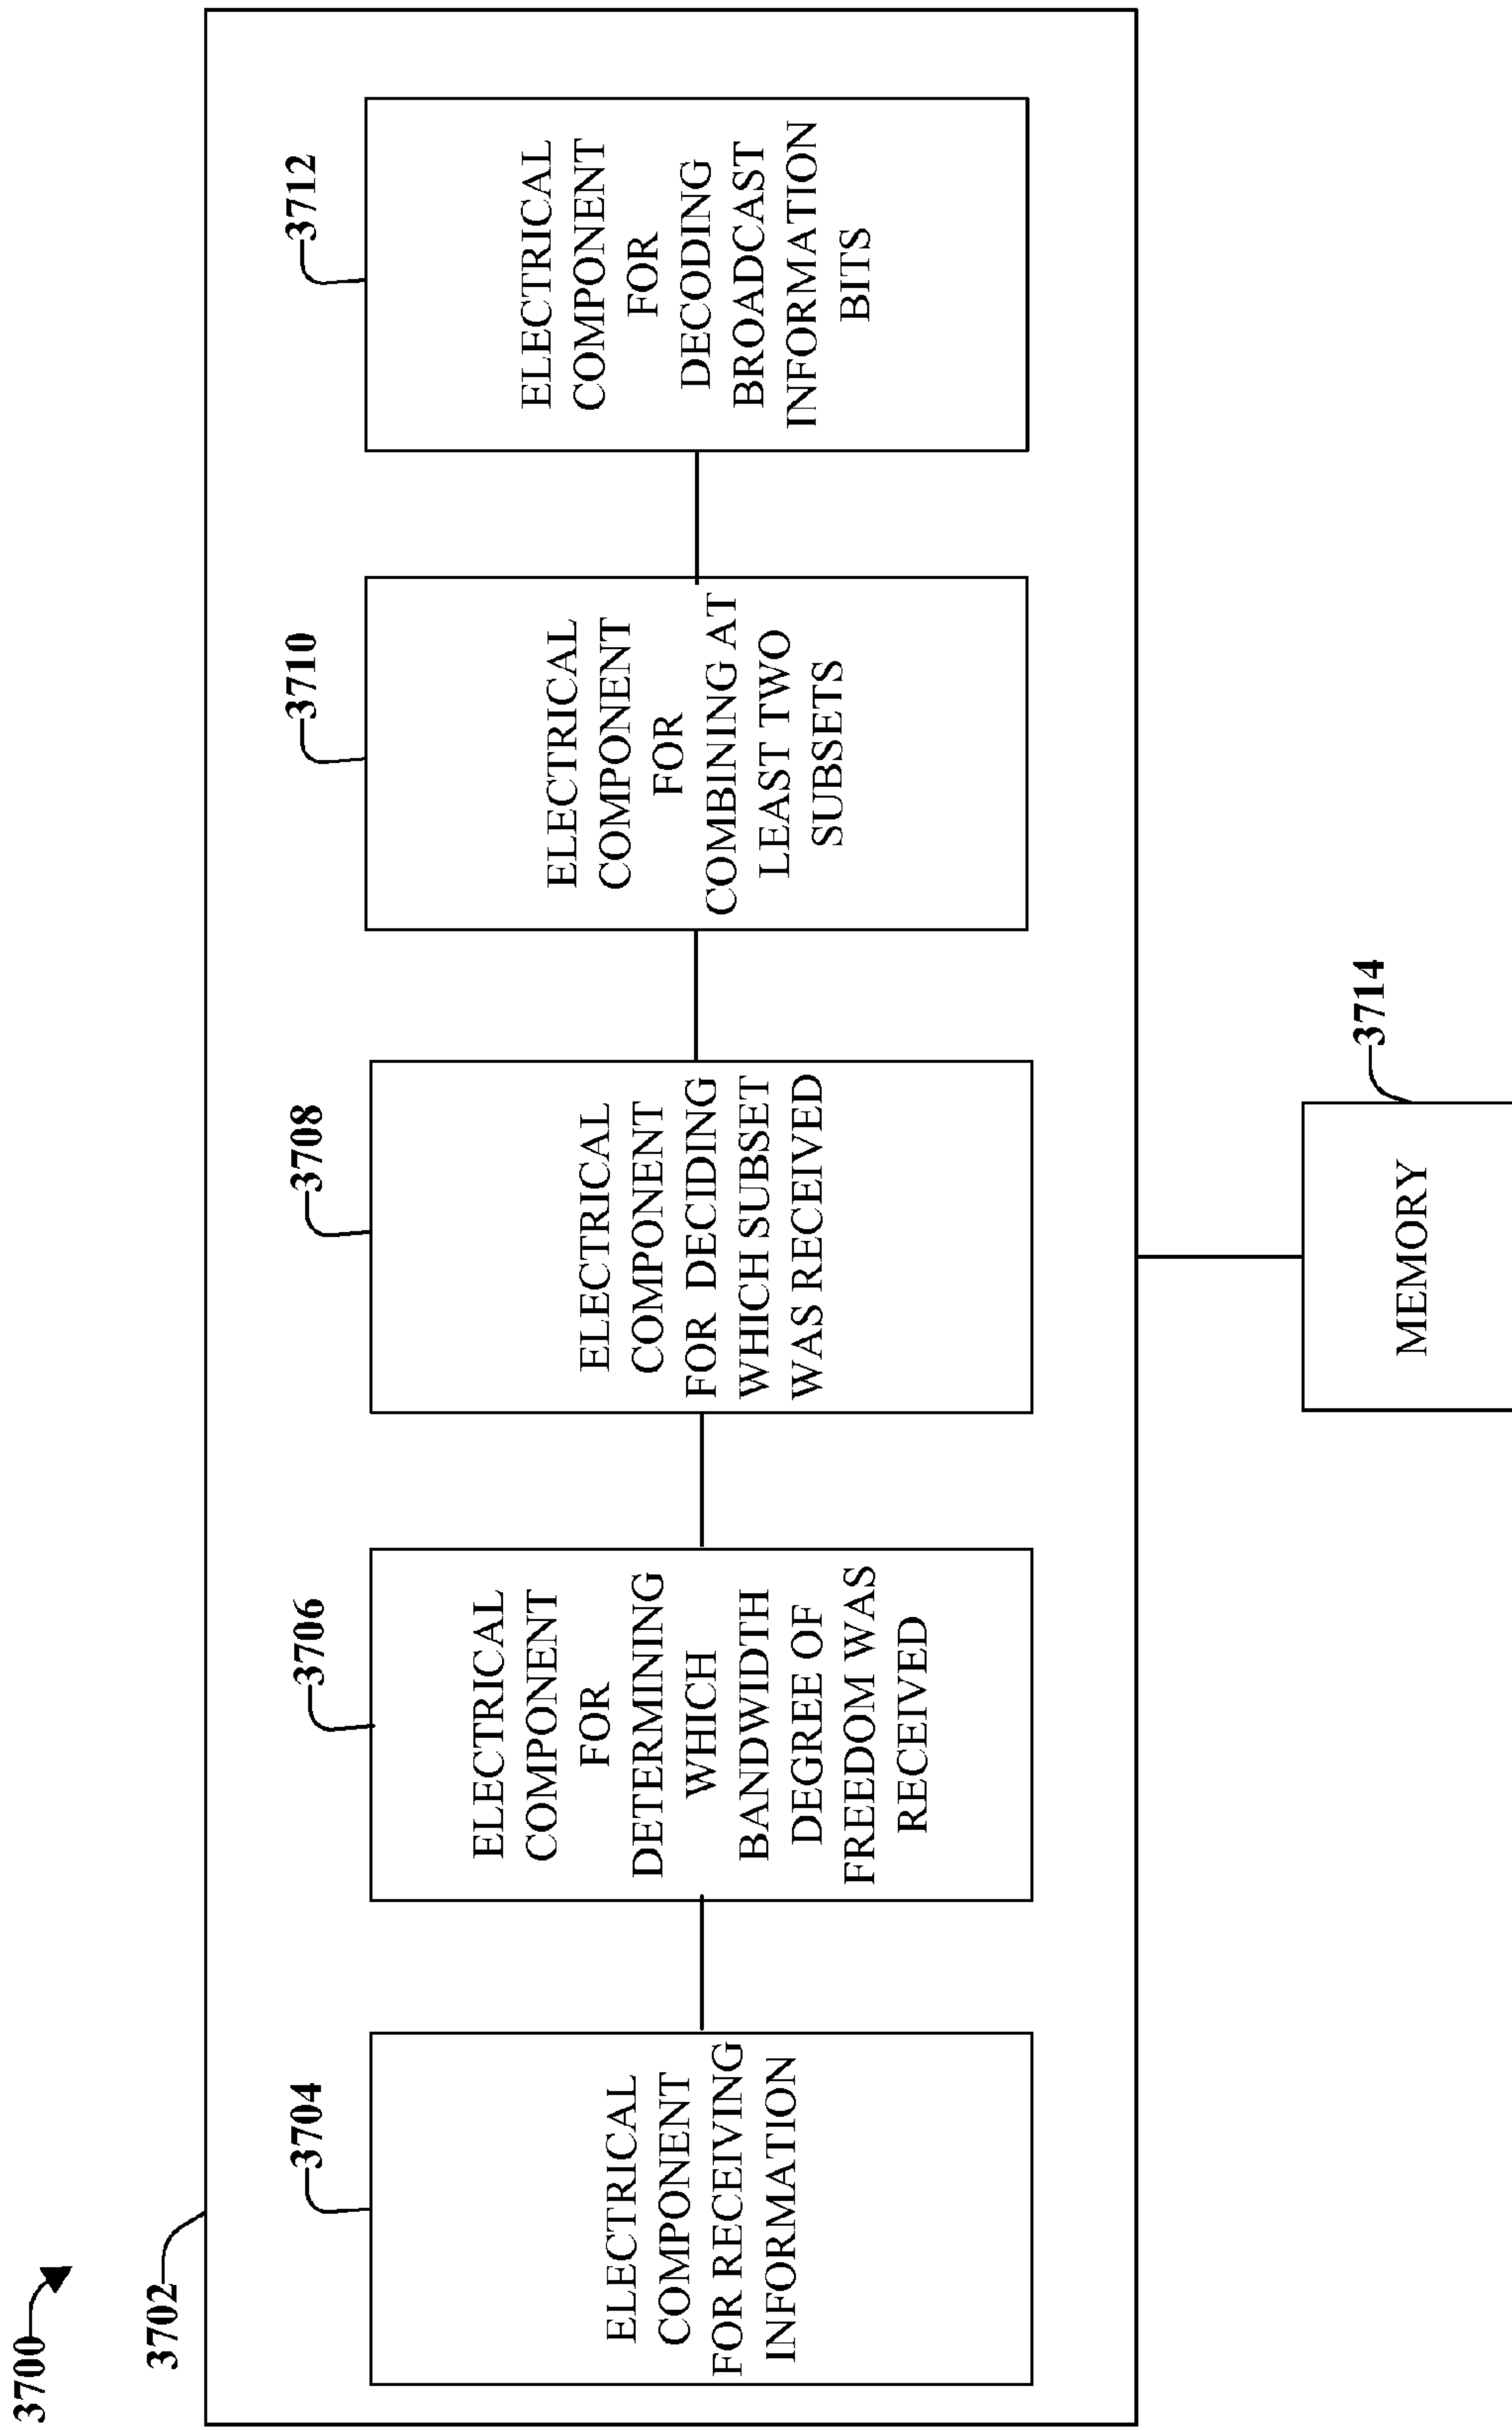 3700
3702
3704
ELECTRICAL
COMPONENT
FOR RECEIVING
INFORMATION
3706
ELECTRICAL
COMPONENT
FOR
DETERMINING
WHICH
BANDWIDTH
DEGREE OF
FREEDOM WAS
RECEIVED
3708
ELECTRICAL
COMPONENT
FOR DECIDING
WHICH SUBSET
WAS RECEIVED
3710
ELECTRICAL
COMPONENT
FOR
COMBINING AT
LEAST TWO
SUBSETS
3712
ELECTRICAL
COMPONENT
FOR
DECODING
BROADCAST
INFORMATION
BITS
3714
MEMORY